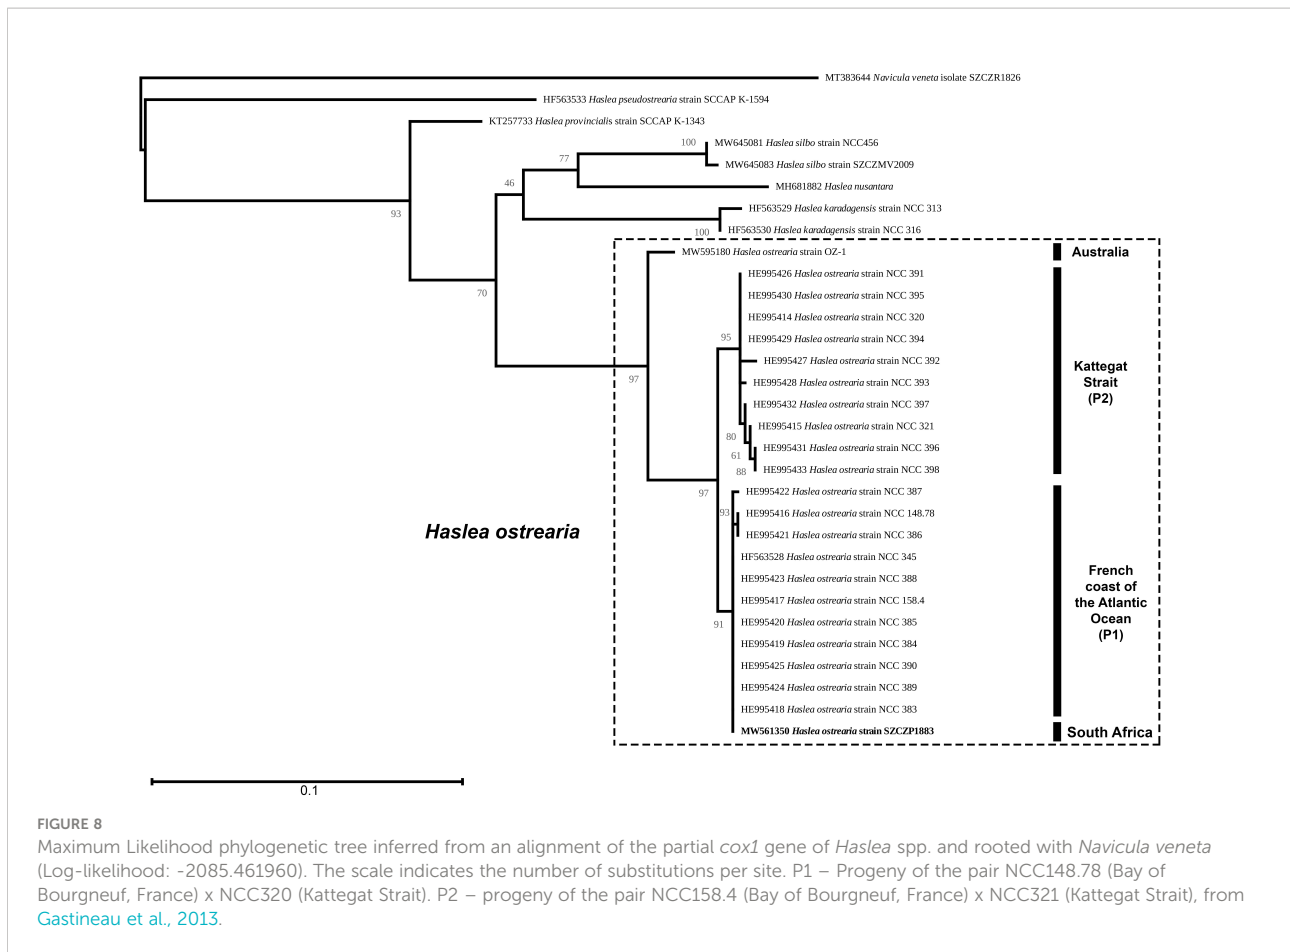 MT383644 Navicula veneta isolate SZCZR1826
HF563533 Haslea pseudostrearia strain SCCAP K-1594
KT257733 Haslea provincialis strain SCCAP K-1343
100
MW645081 Haslea silbo strain NCC456
77
MW645083 Haslea silbo strain SZCZMV2009
46
MH681882 Haslea nusantara
93
HF563529 Haslea karadagensis strain NCC 313
100
HF563530 Haslea karadagensis strain NCC 316
MW595180 Haslea ostrearia strain OZ-1
Australia
70
HE995426 Haslea ostrearia strain NCC 391
HE995430 Haslea ostrearia strain NCC 395
HE995414 Haslea ostrearia strain NCC 320
95
HE995429 Haslea ostrearia strain NCC 394
HE995427 Haslea ostrearia strain NCC 392
97
HE995428 Haslea ostrearia strain NCC 393
HE995432 Haslea ostrearia strain NCC 397
Kattegat
Strait
(P2)
HE995415 Haslea ostrearia strain NCC 321
80
HE995431 Haslea ostrearia strain NCC 396
61
HE995433 Haslea ostrearia strain NCC 398
88
97
HE995422 Haslea ostrearia strain NCC 387
93
HE995416 Haslea ostrearia strain NCC 148.78
Haslea ostrearia
HE995421 Haslea ostrearia strain NCC 386
HF563528 Haslea ostrearia strain NCC 345
HE995423 Haslea ostrearia strain NCC 388
HE995417 Haslea ostrearia strain NCC 158.4
French
coast of
the Atlantic
Ocean
(P1)
HE995420 Haslea ostrearia strain NCC 385
91
HE995419 Haslea ostrearia strain NCC 384
HE995425 Haslea ostrearia strain NCC 390
HE995424 Haslea ostrearia strain NCC 389
HE995418 Haslea ostrearia strain NCC 383
MW561350 Haslea ostrearia strain SZCZP1883
South Africa
0.1
FIGURE 8
Maximum Likelihood phylogenetic tree inferred from an alignment of the partial cox1 gene of Haslea spp. and rooted with Navicula veneta
(Log-likelihood: -2085.461960). The scale indicates the number of substitutions per site. P1 – Progeny of the pair NCC148.78 (Bay of
Bourgneuf, France) x NCC320 (Kattegat Strait). P2 – progeny of the pair NCC158.4 (Bay of Bourgneuf, France) x NCC321 (Kattegat Strait), from
Gastineau et al., 2013.